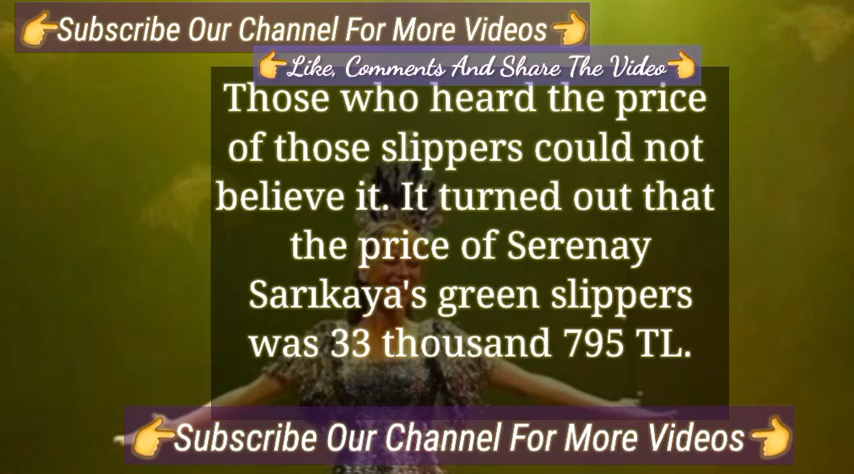 👉Subscribe Our Channel For More Videos👈
👉Like, Comments And Share The Video👈
Those who heard the price
of those slippers could not
believe it. It turned out that
the price of Serenay
Sarıkaya's green slippers
was 33 thousand 795 TL.
👉Subscribe Our Channel For More Videos👈